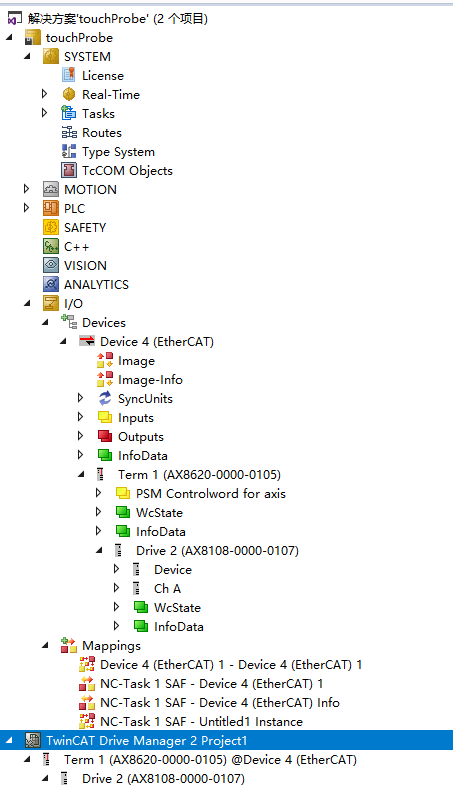 解决方案'touchProbe' (2 个项目)
touchProbe
SYSTEM
License
Real-Time
Tasks
Routes
Type System
TcCOM Objects
MOTION
PLC
SAFETY
C++
VISION
ANALYTICS
I/O
Devices
Device 4 (EtherCAT)
Image
Image-Info
SyncUnits
Inputs
Outputs
InfoData
Term 1 (AX8620-0000-0105)
PSM Controlword for axis
WcState
InfoData
Drive 2 (AX8108-0000-0107)
Device
Ch A
WcState
InfoData
Mappings
Device 4 (EtherCAT) 1 - Device 4 (EtherCAT) 1
NC-Task 1 SAF - Device 4 (EtherCAT) 1
NC-Task 1 SAF - Device 4 (EtherCAT) Info
NC-Task 1 SAF - Untitled1 Instance
TwinCAT Drive Manager 2 Project1
Term 1 (AX8620-0000-0105) @Device 4 (EtherCAT)
Drive 2 (AX8108-0000-0107)